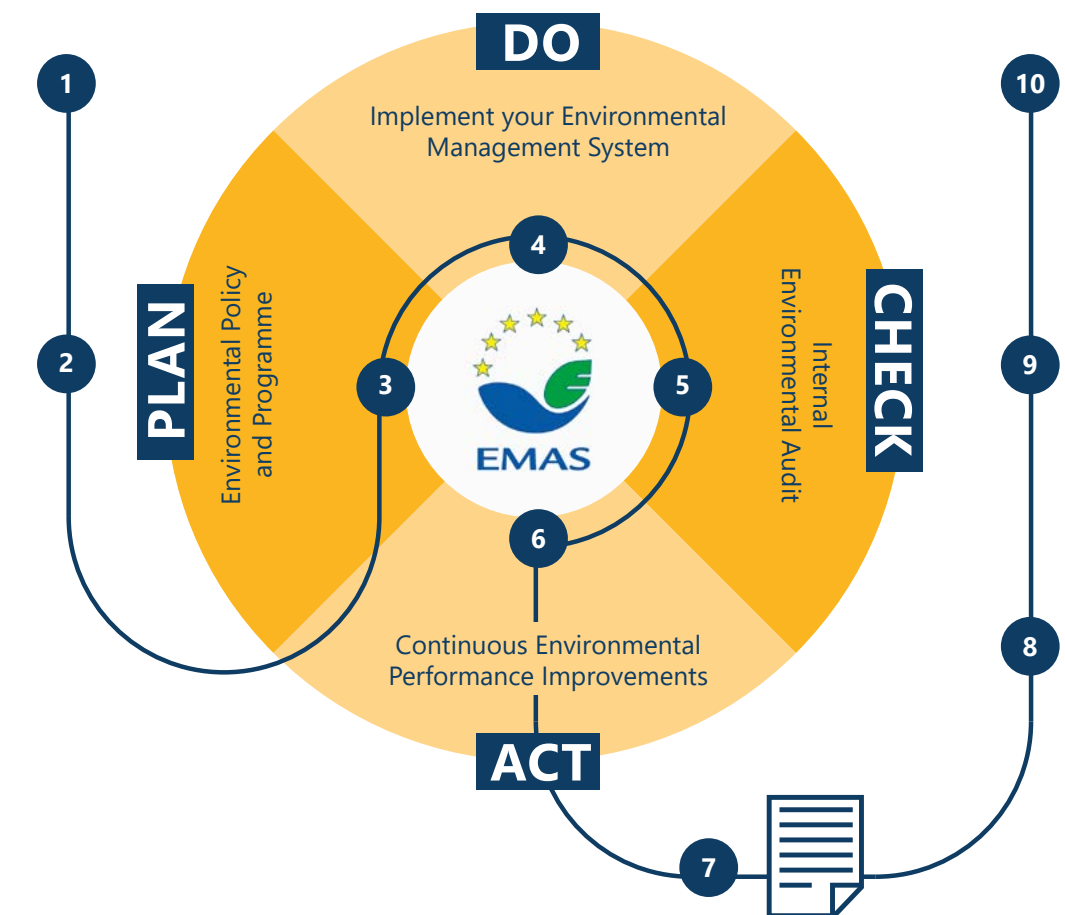 DO
1
10
Implement your Environmental
Management System
4
PLAN
Environmental Policy
and Programme
2
3
EMAS
5
Internal
Environmental Audit
CHECK
9
6
Continuous Environmental
Performance Improvements
8
ACT
7